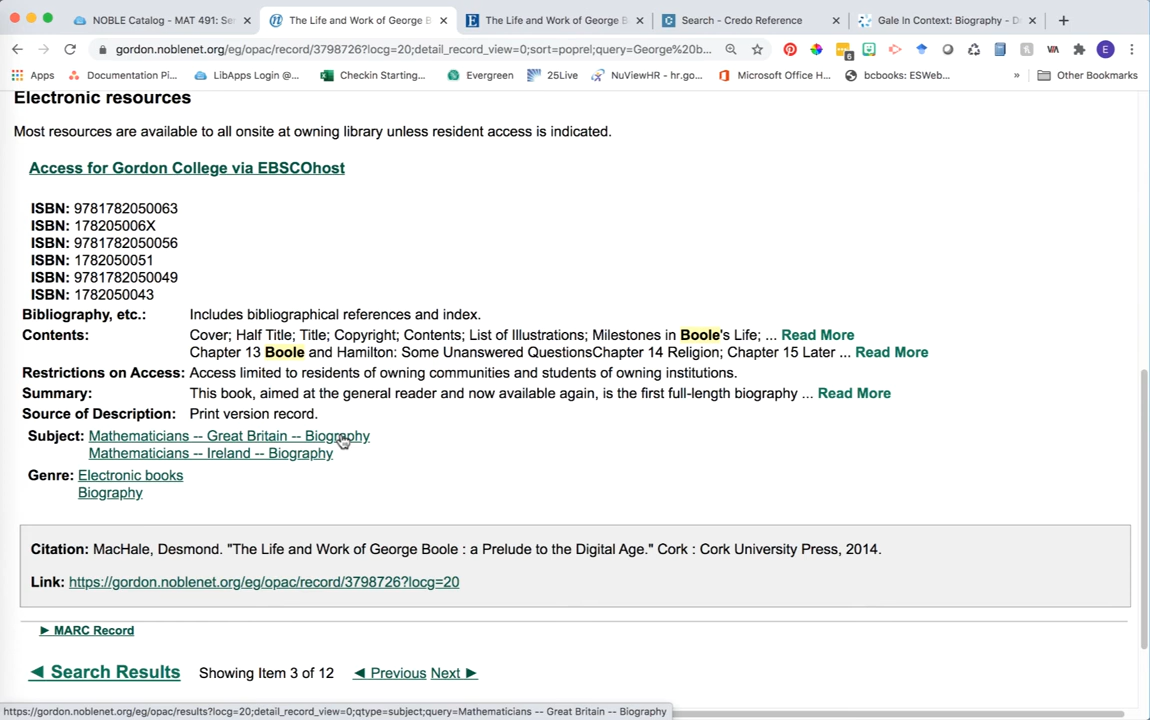 NOBLE Catalog - MAT 491: Se
The Life and Work of George B
The Life and Work of George B
Search - Credo Reference
Gale In Context: Biography - D
gordon.noblenet.org/eg/opac/record/3798726?locg=20;detail_record_view=0;sort=poprel;query=George%20b...
E
Apps
Documentation Pl...
LibApps Login @...
Checkin Starting...
Evergreen
25Live
NuViewHR - hr.go...
Microsoft Office H...
bcbooks: ESWeb...
»
Other Bookmarks
Electronic resources
Most resources are available to all onsite at owning library unless resident access is indicated.
Access for Gordon College via EBSCOhost
ISBN: 9781782050063
ISBN: 178205006X
ISBN: 9781782050056
ISBN: 1782050051
ISBN: 9781782050049
ISBN: 1782050043
Bibliography, etc.: Includes bibliographical references and index.
Contents: Cover; Half Title; Title; Copyright; Contents; List of Illustrations; Milestones in Boole's Life; ... Read More
Chapter 13 Boole and Hamilton: Some Unanswered QuestionsChapter 14 Religion; Chapter 15 Later ... Read More
Restrictions on Access: Access limited to residents of owning communities and students of owning institutions.
Summary: This book, aimed at the general reader and now available again, is the first full-length biography ... Read More
Source of Description: Print version record.
Subject: Mathematicians -- Great Britain -- Biography
Mathematicians -- Ireland -- Biography
Genre: Electronic books
Biography
Citation: MacHale, Desmond. "The Life and Work of George Boole : a Prelude to the Digital Age." Cork : Cork University Press, 2014.
Link: https://gordon.noblenet.org/eg/opac/record/3798726?locg=20
► MARC Record
◄ Search Results Showing Item 3 of 12 ◄ Previous Next ►
https://gordon.noblenet.org/eg/opac/results?locg=20;detail_record_view=0;qtype=subject;query=Mathematicians -- Great Britain -- Biography